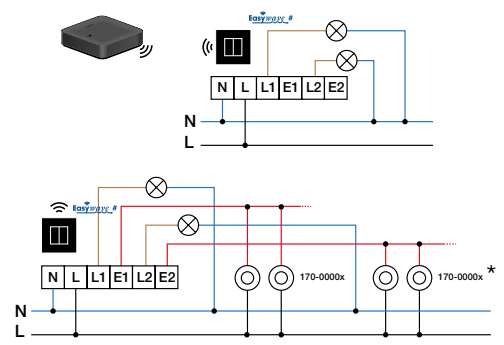 Easywave #
N L L1 E1 L2 E2
N
L
Easywave #
N L L1 E1 L2 E2
170-0000x
170-0000x *
N
L